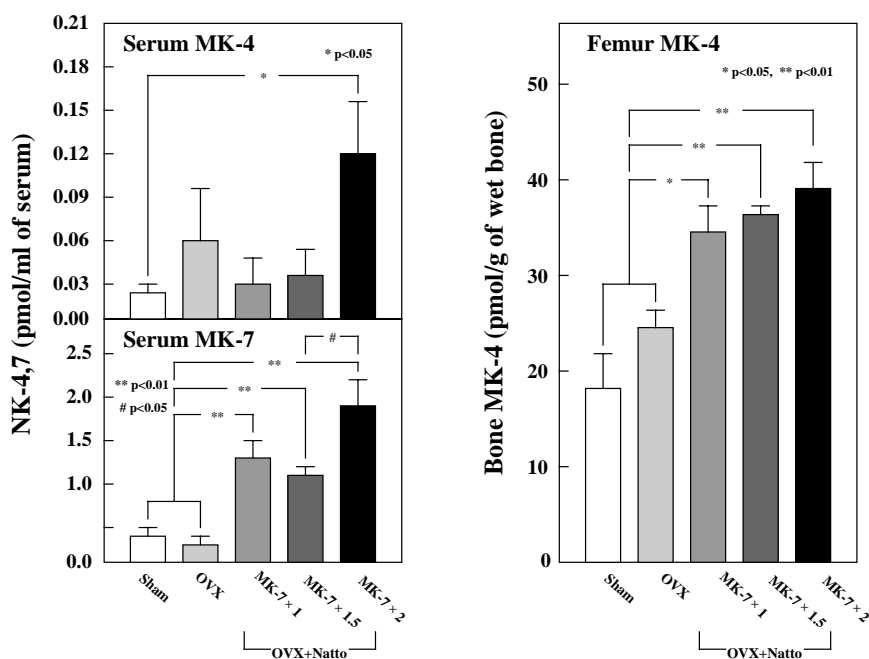 NK-4,7 (pmol/ml of serum)
Serum MK-4
* p<0.05
0.21
0.18
0.15
0.12
0.09
0.06
0.03
0.00
*
Serum MK-7
** p<0.01
# p<0.05
2.5
2.0
1.5
1.0
0.0
#
**
**
**
Sham
OVX
MK-7 × 1
MK-7 × 1.5
MK-7 × 2
OVX+Natto
Bone MK-4 (pmol/g of wet bone)
Femur MK-4
* p<0.05, ** p<0.01
50
40
30
20
10
0
**
**
*
Sham
OVX
MK-7 × 1
MK-7 × 1.5
MK-7 × 2
OVX+Natto